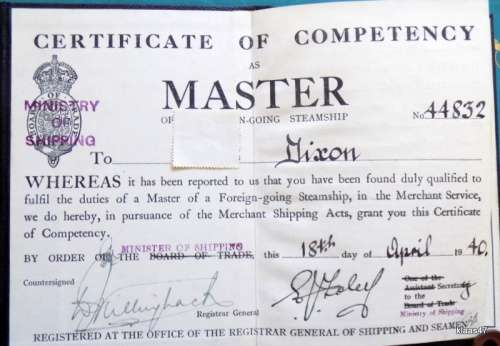 CERTIFICATE OF COMPETENCY
AS
MASTER
OF -GOING STEAMSHIP
No 44832
MINISTRY
OF
SHIPPING
To Dixon
WHEREAS it has been reported to us that you have been found duly qualified to
fulfil the duties of a Master of a Foreign-going Steamship, in the Merchant Service,
we do hereby, in pursuance of the Merchant Shipping Acts, grant you this Certificate
of Competency.
MINISTER OF SHIPPING
BY ORDER OF THE BOARD OF TRADE, this 18th day of April 1940.
Countersigned
Registrar General
One of the
Assistant Secretary
to the
Board of Trade
Ministry of Shipping
REGISTERED AT THE OFFICE OF THE REGISTRAR GENERAL OF SHIPPING AND SEAMEN
klaas47